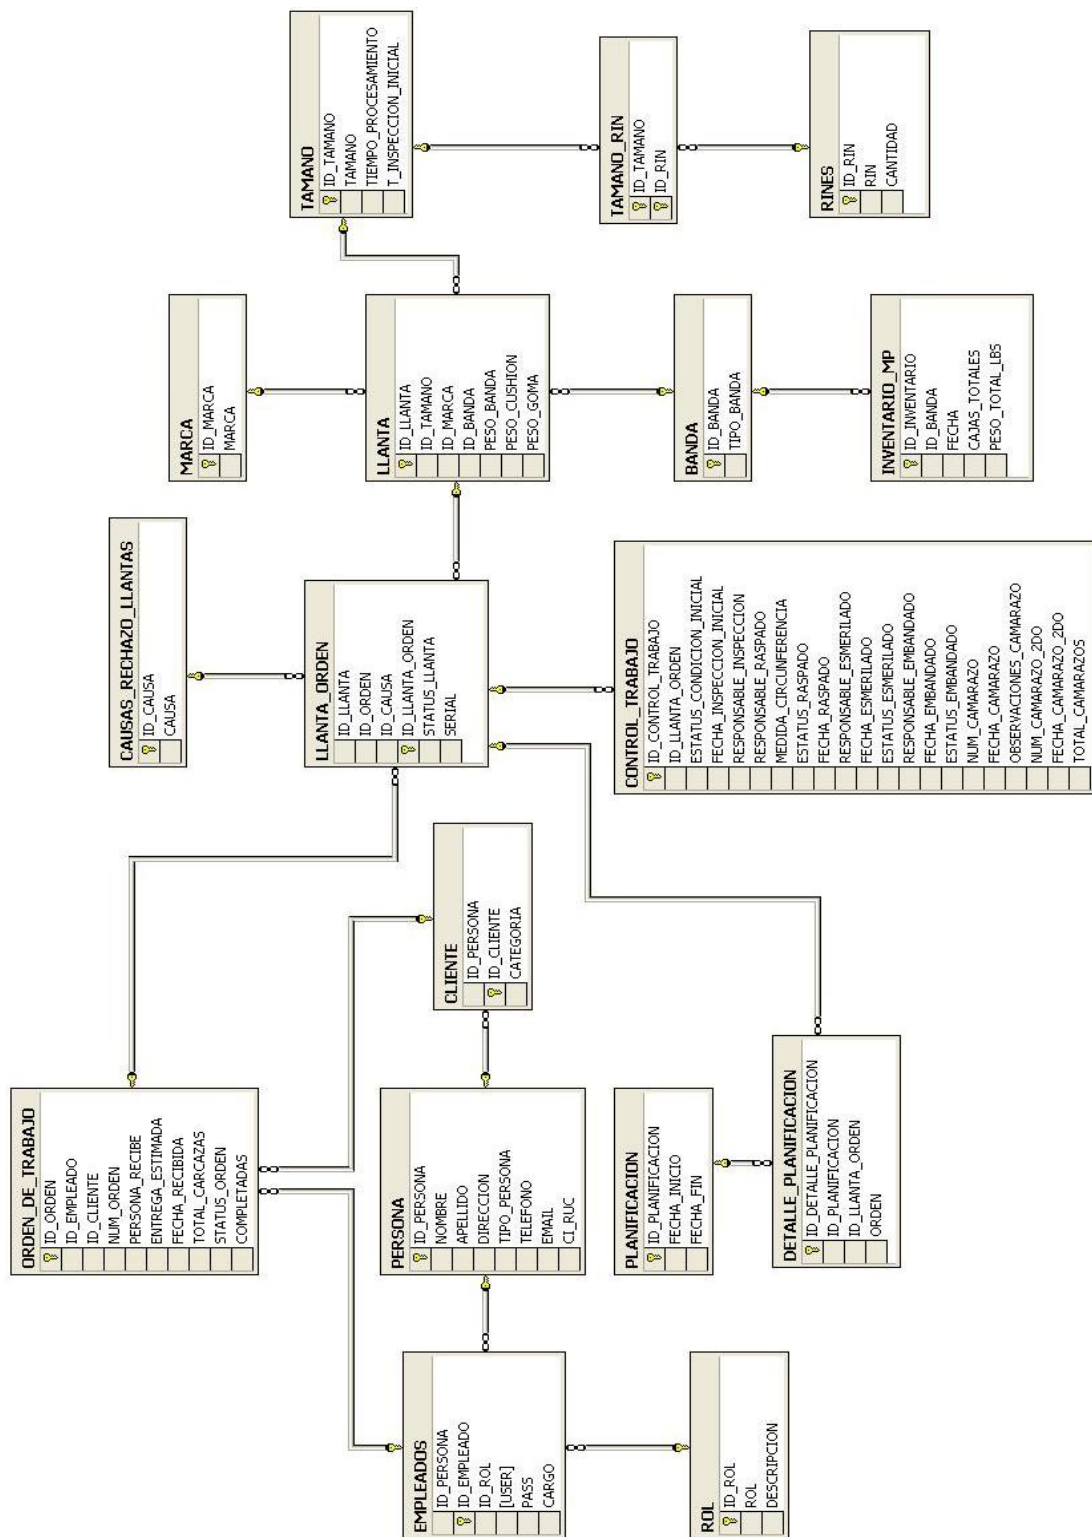 ORDEN_DE_TRABAJO
ID_ORDEN
ID_EMPLEADO
ID_CLIENTE
NUM_ORDEN
PERSONA_RECIBE
ENTREGA_ESTIMADA
FECHA_RECIBIDA
TOTAL_CARCAZAS
STATUS_ORDEN
COMPLETADAS
CAUSAS_RECHAZO_LLANTAS
ID_CAUSA
CAUSA
MARCA
ID_MARCA
MARCA
TAMANO
ID_TAMANO
TAMANO
TIEMPO_PROCESAMIENTO
T_INSPECCION_INICIAL
EMPLEADOS
ID_PERSONA
ID_EMPLEADO
ID_ROL
[USER]
PASS
CARGO
PERSONA
ID_PERSONA
NOMBRE
APELLIDO
DIRECCION
TIPO_PERSONA
TELEFONO
EMAIL
CI_RUC
CLIENTE
ID_PERSONA
ID_CLIENTE
CATEGORIA
LLANTA_ORDEN
ID_LLANTA
ID_ORDEN
ID_CAUSA
ID_LLANTA_ORDEN
STATUS_LLANTA
SERIAL
LLANTA
ID_LLANTA
ID_TAMANO
ID_MARCA
ID_BANDA
PESO_BANDA
PESO_CUSHION
PESO_GOMA
TAMANO_RIN
ID_TAMANO
ID_RIN
ROL
ID_ROL
ROL
DESCRIPCION
PLANIFICACION
ID_PLANIFICACION
FECHA_INICIO
FECHA_FIN
CONTROL_TRABAJO
ID_CONTROL_TRABAJO
ID_LLANTA_ORDEN
ESTATUS_CONDICION_INICIAL
FECHA_INSPECCION_INICIAL
RESPONSABLE_INSPECCION
RESPONSABLE_RASPADO
MEDIDA_CIRCUNFERENCIA
ESTATUS_RASPADO
FECHA_RASPADO
RESPONSABLE_ESMERILADO
FECHA_ESMERILADO
ESTATUS_ESMERILADO
RESPONSABLE_EMBANDADO
FECHA_EMBANDADO
ESTATUS_EMBANDADO
NUM_CAMARAZO
FECHA_CAMARAZO
OBSERVACIONES_CAMARAZO
NUM_CAMARAZO_2DO
FECHA_CAMARAZO_2DO
TOTAL_CAMARAZOS
BANDA
ID_BANDA
TIPO_BANDA
RINES
ID_RIN
RIN
CANTIDAD
DETALLE_PLANIFICACION
ID_DETALLE_PLANIFICACION
ID_PLANIFICACION
ID_LLANTA_ORDEN
ORDEN
INVENTARIO_MP
ID_INVENTARIO
ID_BANDA
FECHA
CAJAS_TOTALES
PESO_TOTAL_LBS